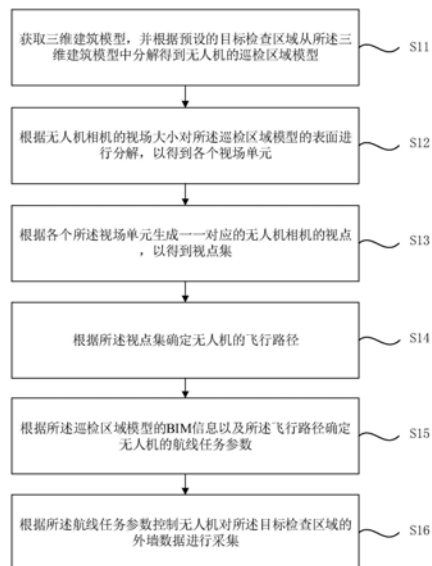 获取三维建筑模型，并根据预设的目标检查区域从所述三
维建筑模型中分解得到无人机的巡检区域模型
S11
根据无人机相机的视场大小对所述巡检区域模型的表面进
行分解，以得到各个视场单元
S12
根据各个所述视场单元生成一一对应的无人机相机的视点
，以得到视点集
S13
根据所述视点集确定无人机的飞行路径
S14
根据所述巡检区域模型的BIM信息以及所述飞行路径确定
无人机的航线任务参数
S15
根据所述航线任务参数控制无人机对所述目标检查区域的
外墙数据进行采集
S16